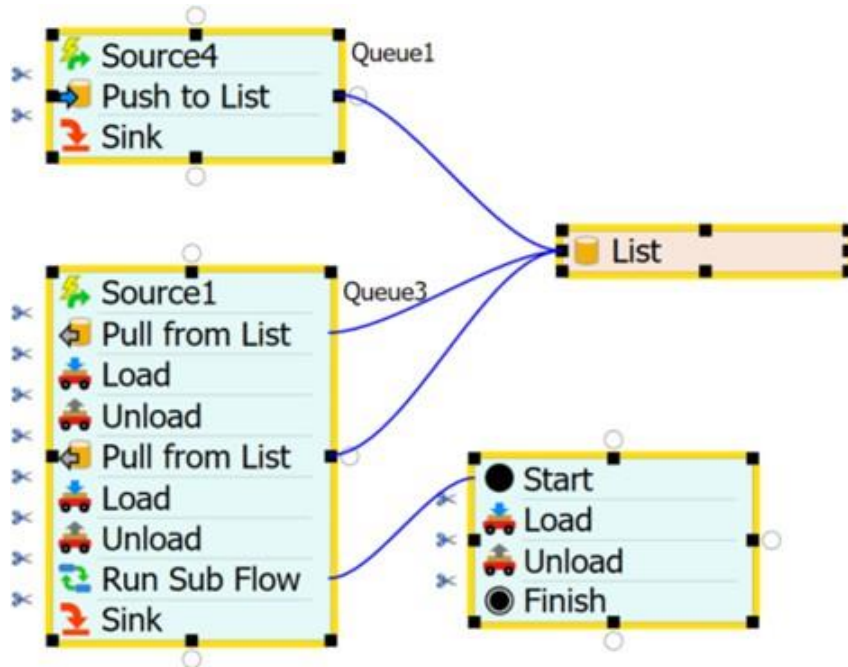 Source4
Queue1
Push to List
Sink
List
Source1
Queue3
Pull from List
Load
Unload
Pull from List
Load
Unload
Run Sub Flow
Sink
Start
Load
Unload
Finish